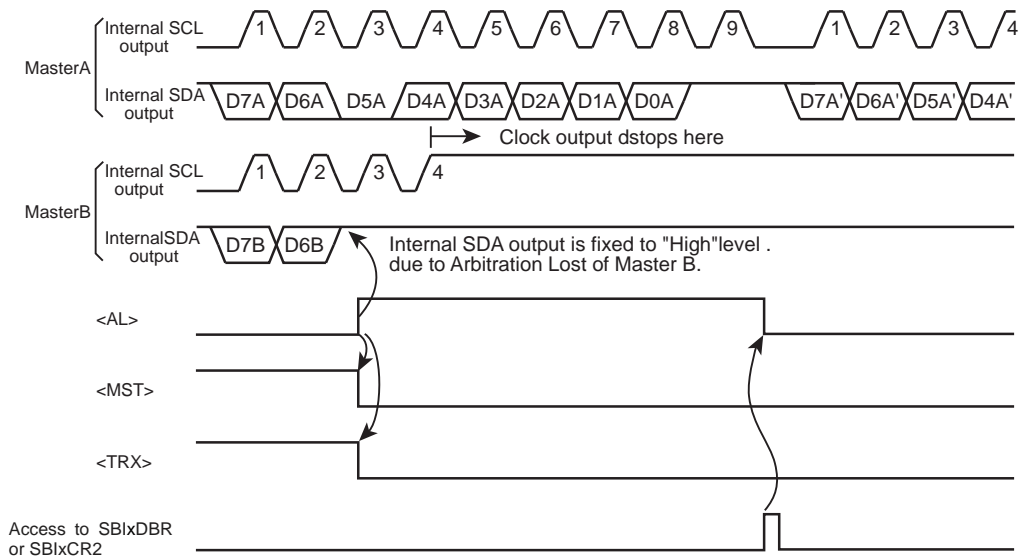 Internal SCL
output
1 2 3 4 5 6 7 8 9 1 2 3 4
MasterA
Internal SDA
output
D7A D6A D5A D4A D3A D2A D1A D0A D7A' D6A' D5A' D4A'
Clock output dstops here
Internal SCL
output
1 2 3 4
MasterB
InternalSDA
output
D7B D6B
Internal SDA output is fixed to "High"level .
due to Arbitration Lost of Master B.
<AL>
<MST>
<TRX>
Access to SBIxDBR
or SBIxCR2